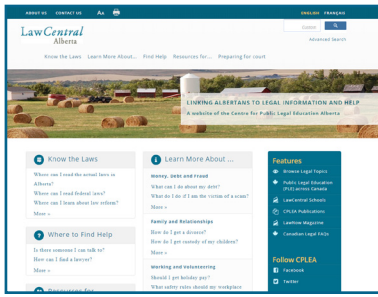 ABOUT US CONTACT US Aa ENGLISH FRANÇAIS
LawCentral
Alberta
Advanced Search
Know the Laws Learn More About... Find Help Resources for... Preparing for court
LINKING ALBERTANS TO LEGAL INFORMATION AND HELP
A website of the Centre for Public Legal Education Alberta
Know the Laws
Where can I read the actual laws in
Alberta?
Where can I read federal laws?
Where can I learn about law reform?
More »
Where to Find Help
Is there someone I can talk to?
How can I find a lawyer?
More »
Resources for
Learn More About ...
Money, Debt and Fraud
What can I do about my debt?
What do I do if I am the victim of a scam?
More »
Family and Relationships
How do I get a divorce?
How do I get custody of my children?
More »
Working and Volunteering
Should I get holiday pay?
What safety rules should my workplace
Features
Browse Legal Topics
Public Legal Education
(PLE) across Canada
LawCentral Schools
CPLEA Publications
LawNow Magazine
Canadian Legal FAQs
Follow CPLEA
Facebook
Twitter